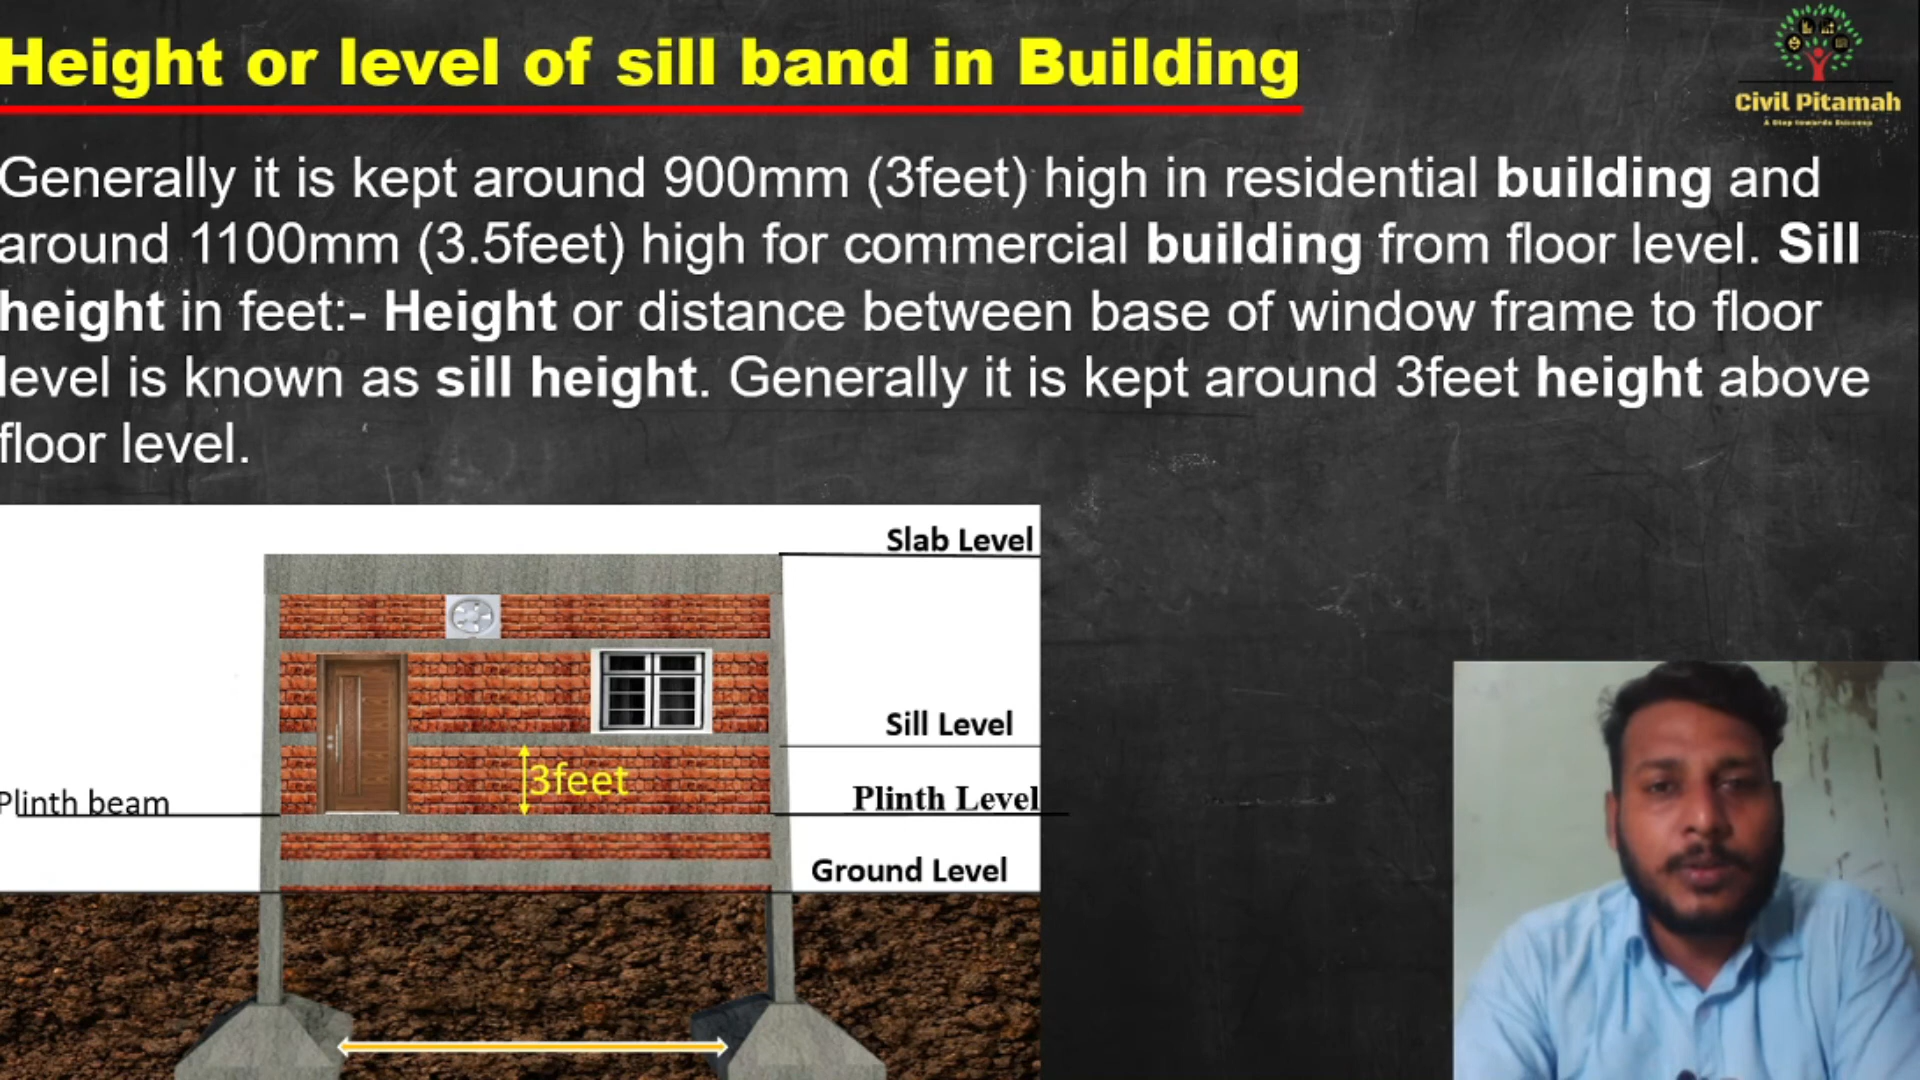 Height or level of sill band in Building
Civil Pitamah
A Step towards Success
Generally it is kept around 900mm (3feet) high in residential building and
around 1100mm (3.5feet) high for commercial building from floor level. Sill
height in feet:- Height or distance between base of window frame to floor
level is known as sill height. Generally it is kept around 3feet height above
floor level.
Slab Level
Sill Level
3feet
Plinth beam
Plinth Level
Ground Level